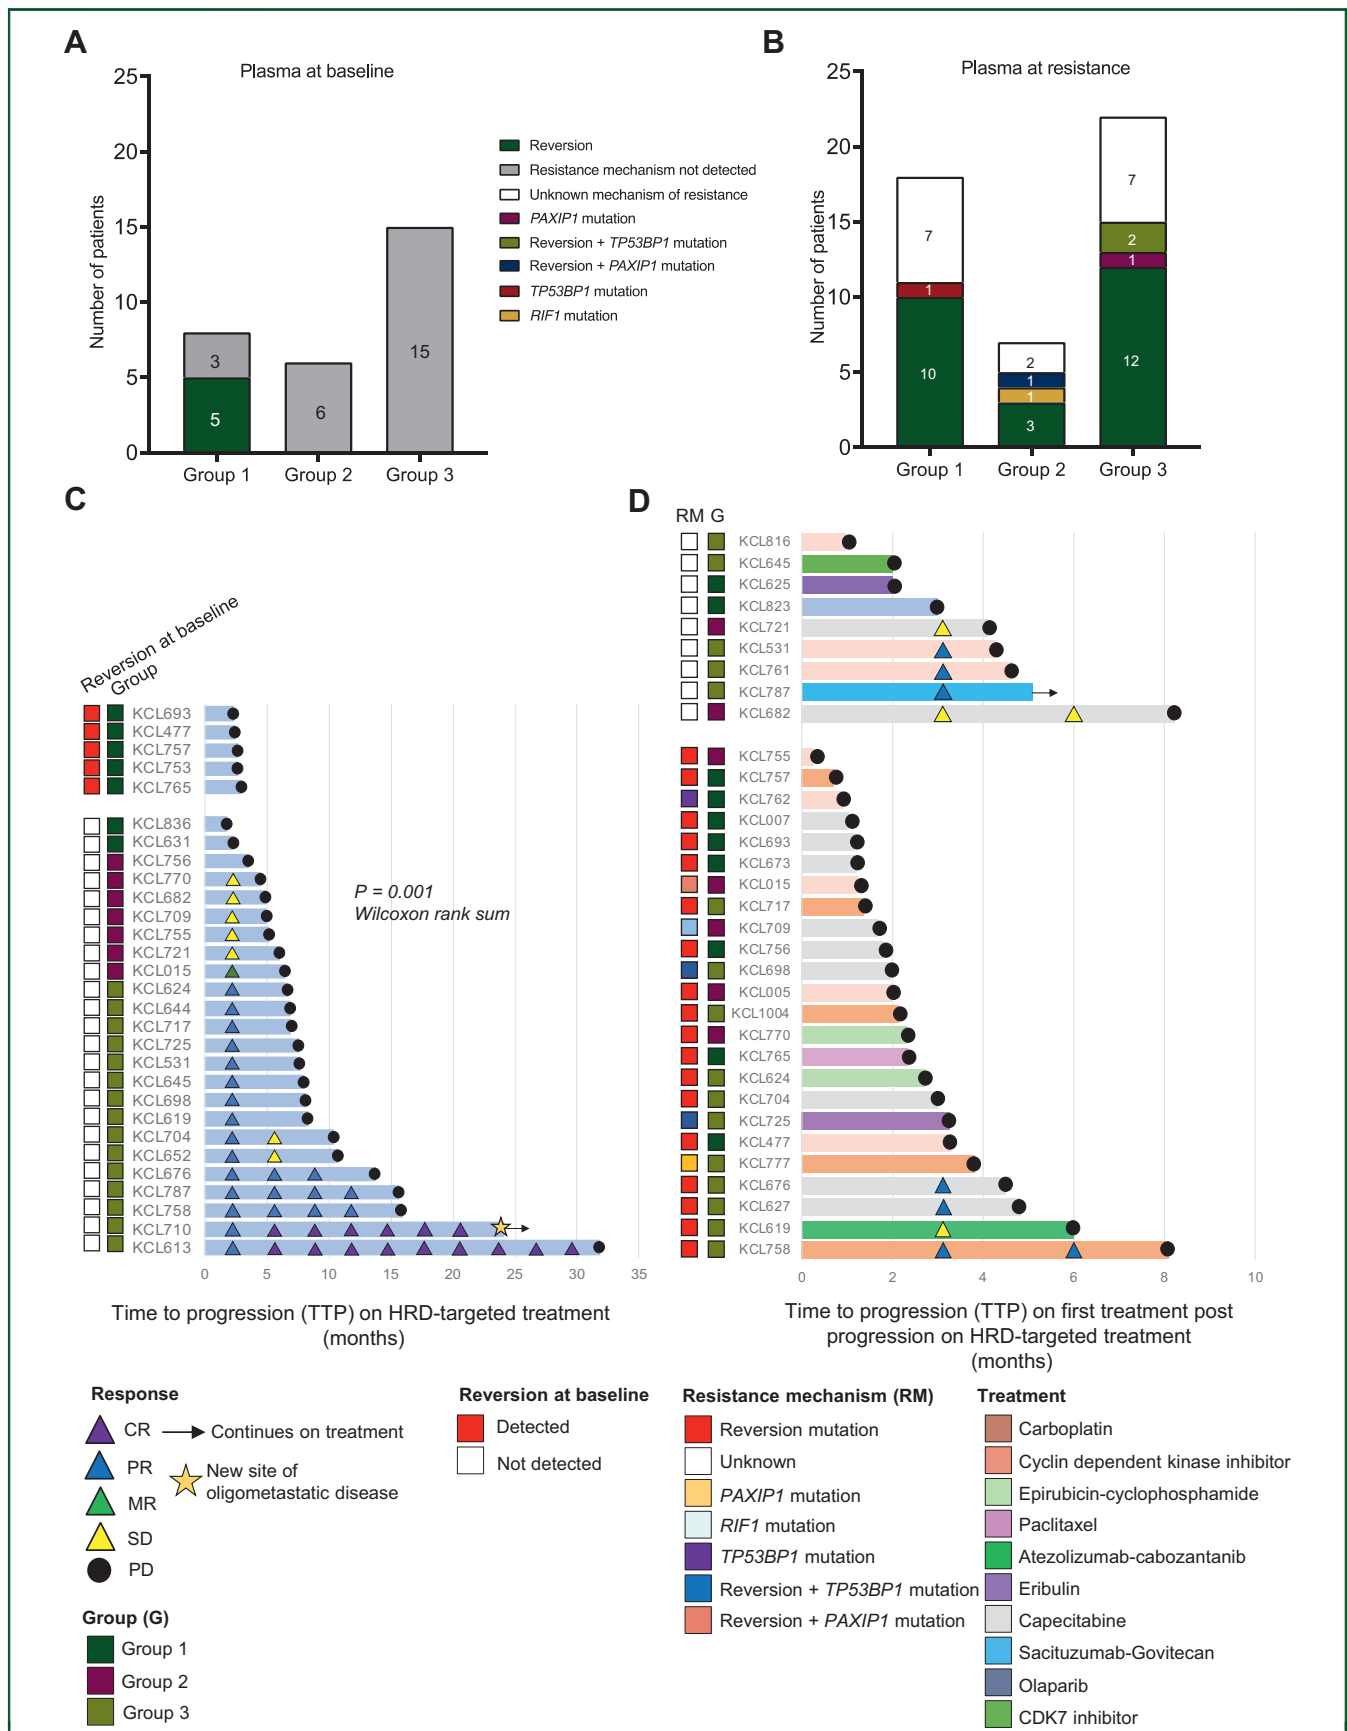 A
Plasma at baseline
Number of patients
25
20
15
10
5
0
3
5
6
15
Group 1
Group 2
Group 3
Reversion
Resistance mechanism not detected
Unknown mechanism of resistance
PAXIP1 mutation
Reversion + TP53BP1 mutation
Reversion + PAXIP1 mutation
TP53BP1 mutation
RIF1 mutation
B
Plasma at resistance
Number of patients
25
20
15
10
5
0
7
1
10
2
1
1
3
7
2
1
12
Group 1
Group 2
Group 3
C
Reversion at baseline
Group
KCL693
KCL477
KCL757
KCL753
KCL765
KCL836
KCL631
KCL756
KCL770
KCL682
KCL709
KCL755
KCL721
KCL015
KCL624
KCL644
KCL717
KCL725
KCL531
KCL645
KCL698
KCL619
KCL704
KCL652
KCL676
KCL787
KCL758
KCL710
KCL613
P = 0.001
Wilcoxon rank sum
0
5
10
15
20
25
30
35
Time to progression (TTP) on HRD-targeted treatment
(months)
D
RM G
KCL816
KCL645
KCL625
KCL823
KCL721
KCL531
KCL761
KCL787
KCL682
KCL755
KCL757
KCL762
KCL007
KCL693
KCL673
KCL015
KCL717
KCL709
KCL756
KCL698
KCL005
KCL1004
KCL770
KCL765
KCL624
KCL704
KCL725
KCL477
KCL777
KCL676
KCL627
KCL619
KCL758
0
2
4
6
8
10
Time to progression (TTP) on first treatment post
progression on HRD-targeted treatment
(months)
Response
CR
Continues on treatment
PR
New site of
oligometastatic disease
MR
SD
PD
Group (G)
Group 1
Group 2
Group 3
Reversion at baseline
Detected
Not detected
Resistance mechanism (RM)
Reversion mutation
Unknown
PAXIP1 mutation
RIF1 mutation
TP53BP1 mutation
Reversion + TP53BP1 mutation
Reversion + PAXIP1 mutation
Treatment
Carboplatin
Cyclin dependent kinase inhibitor
Epirubicin-cyclophosphamide
Paclitaxel
Atezolizumab-cabozantanib
Eribulin
Capecitabine
Sacituzumab-Govitecan
Olaparib
CDK7 inhibitor